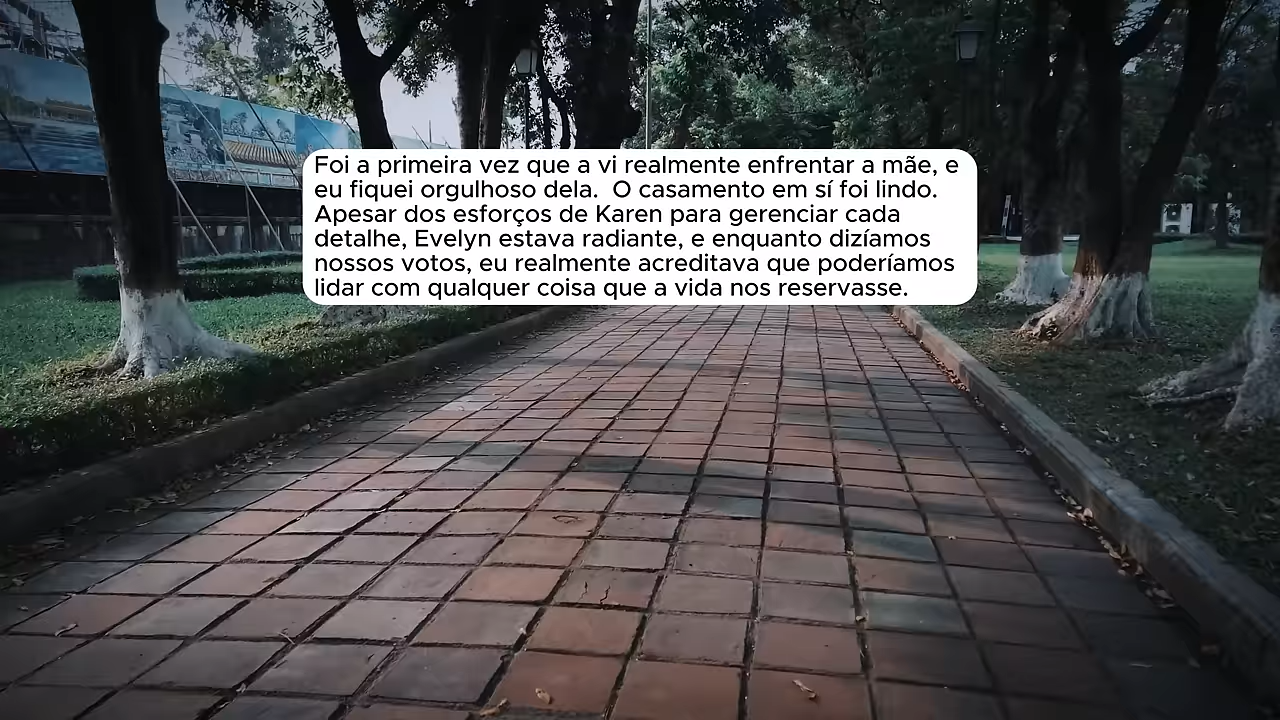 Foi a primeira vez que a vi realmente enfrentar a mãe, e
eu fiquei orgulhoso dela.  O casamento em sí foi lindo.
Apesar dos esforços de Karen para gerenciar cada
detalhe, Evelyn estava radiante, e enquanto dizíamos
nossos votos, eu realmente acreditava que poderíamos
lidar com qualquer coisa que a vida nos reservasse.